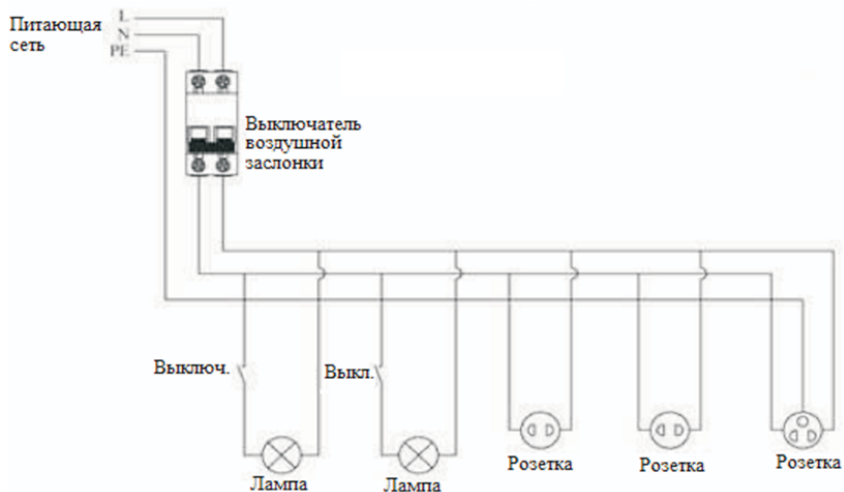 Питающая
сеть
L
N
PE
Выключатель
воздушной
заслонки
Выключ.
Выкл.
Лампа
Лампа
Розетка
Розетка
Розетка